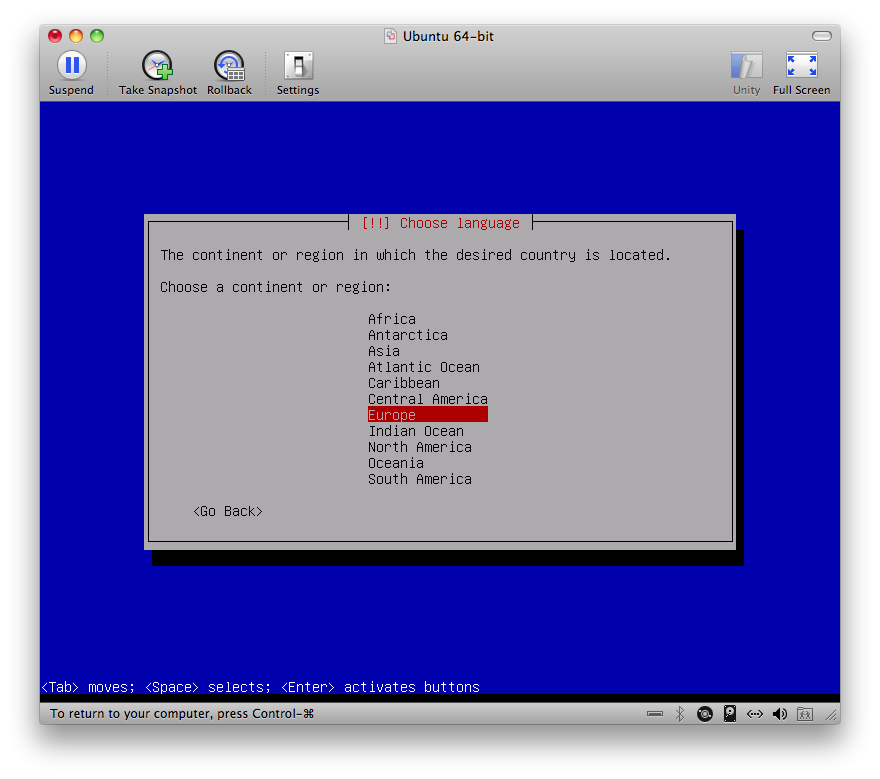 Ubuntu 64-bit
Suspend Take Snapshot Rollback Settings Unity Full Screen
[!!] Choose language
The continent or region in which the desired country is located.
Choose a continent or region:
Africa
Antarctica
Asia
Atlantic Ocean
Caribbean
Central America
Europe
Indian Ocean
North America
Oceania
South America
<Go Back>
<Tab> moves; <Space> selects; <Enter> activates buttons
To return to your computer, press Control-⌘